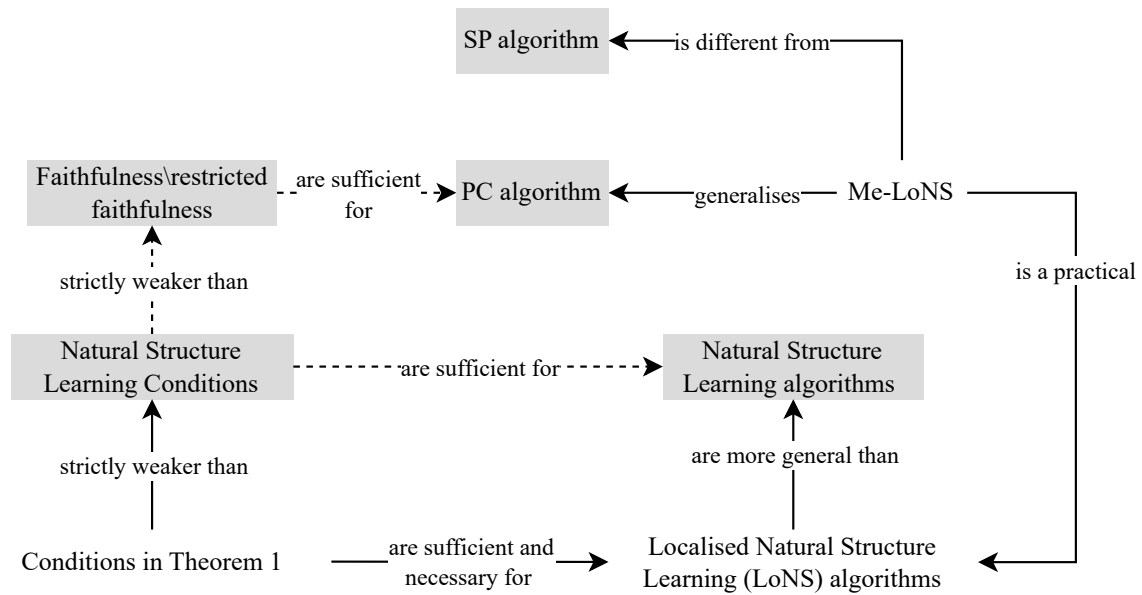 SP algorithm
is different from
Faithfulness\restricted
faithfulness
are sufficient
for
PC algorithm
generalises
Me-LoNS
strictly weaker than
is a practical
Natural Structure
Learning Conditions
are sufficient for
Natural Structure
Learning algorithms
strictly weaker than
are more general than
Conditions in Theorem 1
are sufficient and
necessary for
Localised Natural Structure
Learning (LoNS) algorithms